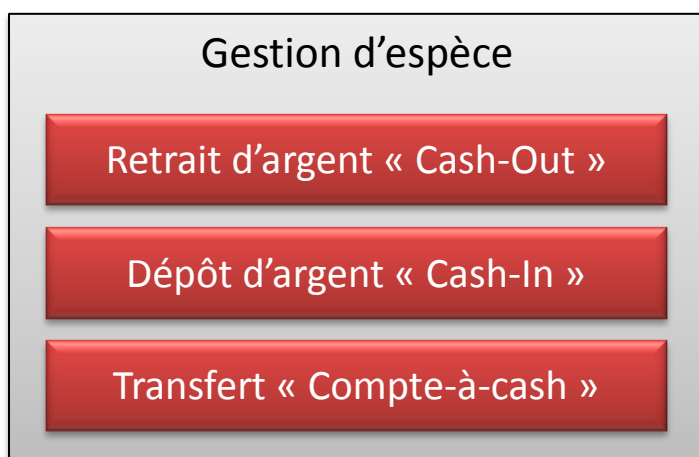 Gestion d’espèce
Retrait d’argent « Cash-Out »
Dépôt d’argent « Cash-In »
Transfert « Compte-à-cash »